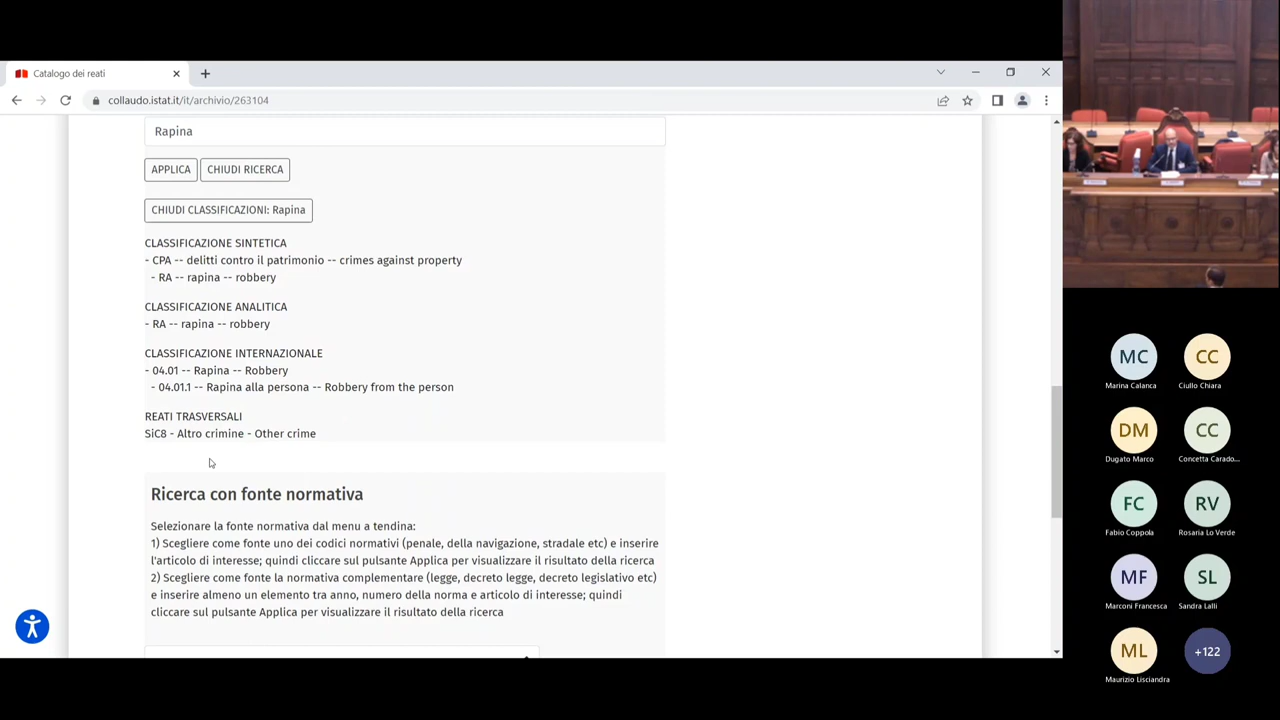 Catalogo dei reati
collaudo.istat.it/it/archivio/263104
Rapina
APPLICA
CHIUDI RICERCA
CHIUDI CLASSIFICAZIONI: Rapina
CLASSIFICAZIONE SINTETICA
- CPA -- delitti contro il patrimonio -- crimes against property
- RA -- rapina -- robbery
CLASSIFICAZIONE ANALITICA
- RA -- rapina -- robbery
CLASSIFICAZIONE INTERNAZIONALE
- 04.01 -- Rapina -- Robbery
- 04.01.1 -- Rapina alla persona -- Robbery from the person
REATI TRASVERSALI
SiC8 - Altro crimine - Other crime
Ricerca con fonte normativa
Selezionare la fonte normativa dal menu a tendina:
1) Scegliere come fonte uno dei codici normativi (penale, della navigazione, stradale etc) e inserire
l'articolo di interesse; quindi cliccare sul pulsante Applica per visualizzare il risultato della ricerca
2) Scegliere come fonte la normativa complementare (legge, decreto legge, decreto legislativo etc)
e inserire almeno un elemento tra anno, numero della norma e articolo di interesse; quindi
cliccare sul pulsante Applica per visualizzare il risultato della ricerca
MC
CC
Marina Calanca
Ciullo Chiara
DM
CC
Dugato Marco
Concetta Carado...
FC
RV
Fabio Coppola
Rosaria Lo Verde
MF
SL
Marconi Francesca
Sandra Lalli
ML
+122
Maurizio Lisciandra